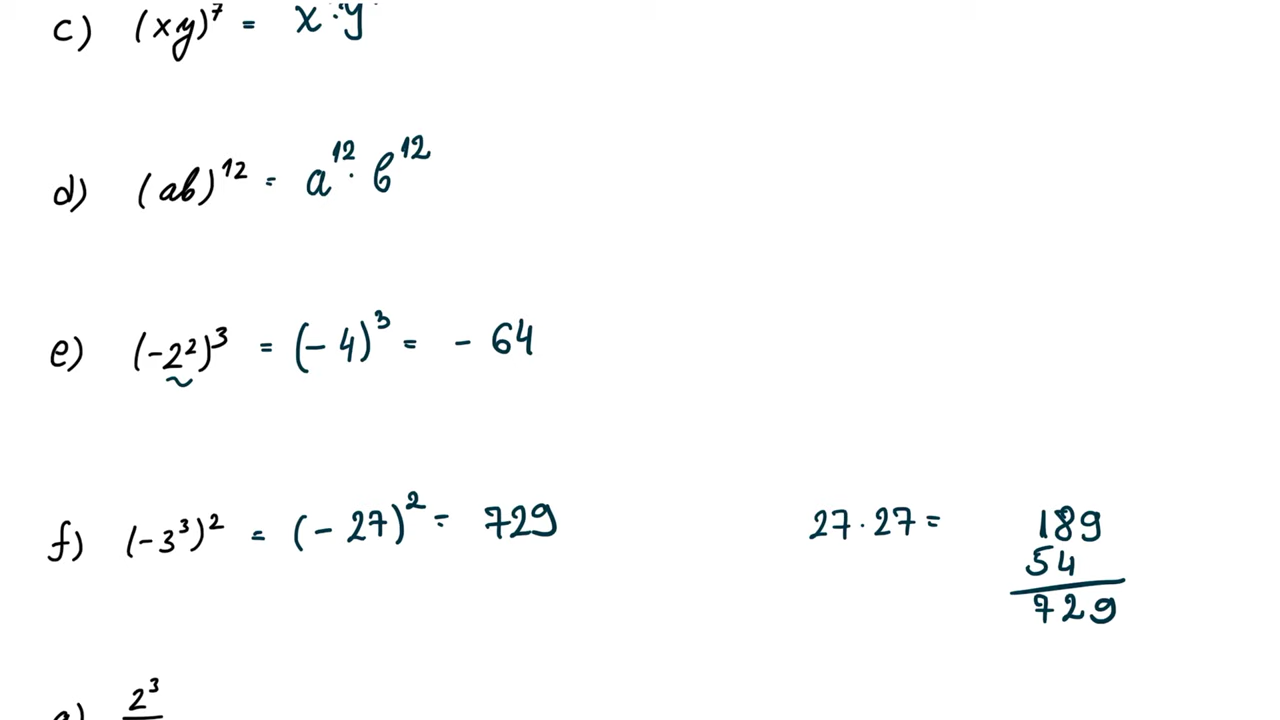 c) (xy)⁷ = x · y
d) (ab)¹² = a¹² · b¹²
e) (-2²)³ = (-4)³ = - 64
f) (-3³)² = (-27)² = 729
27 · 27 = 189
54
729
2³